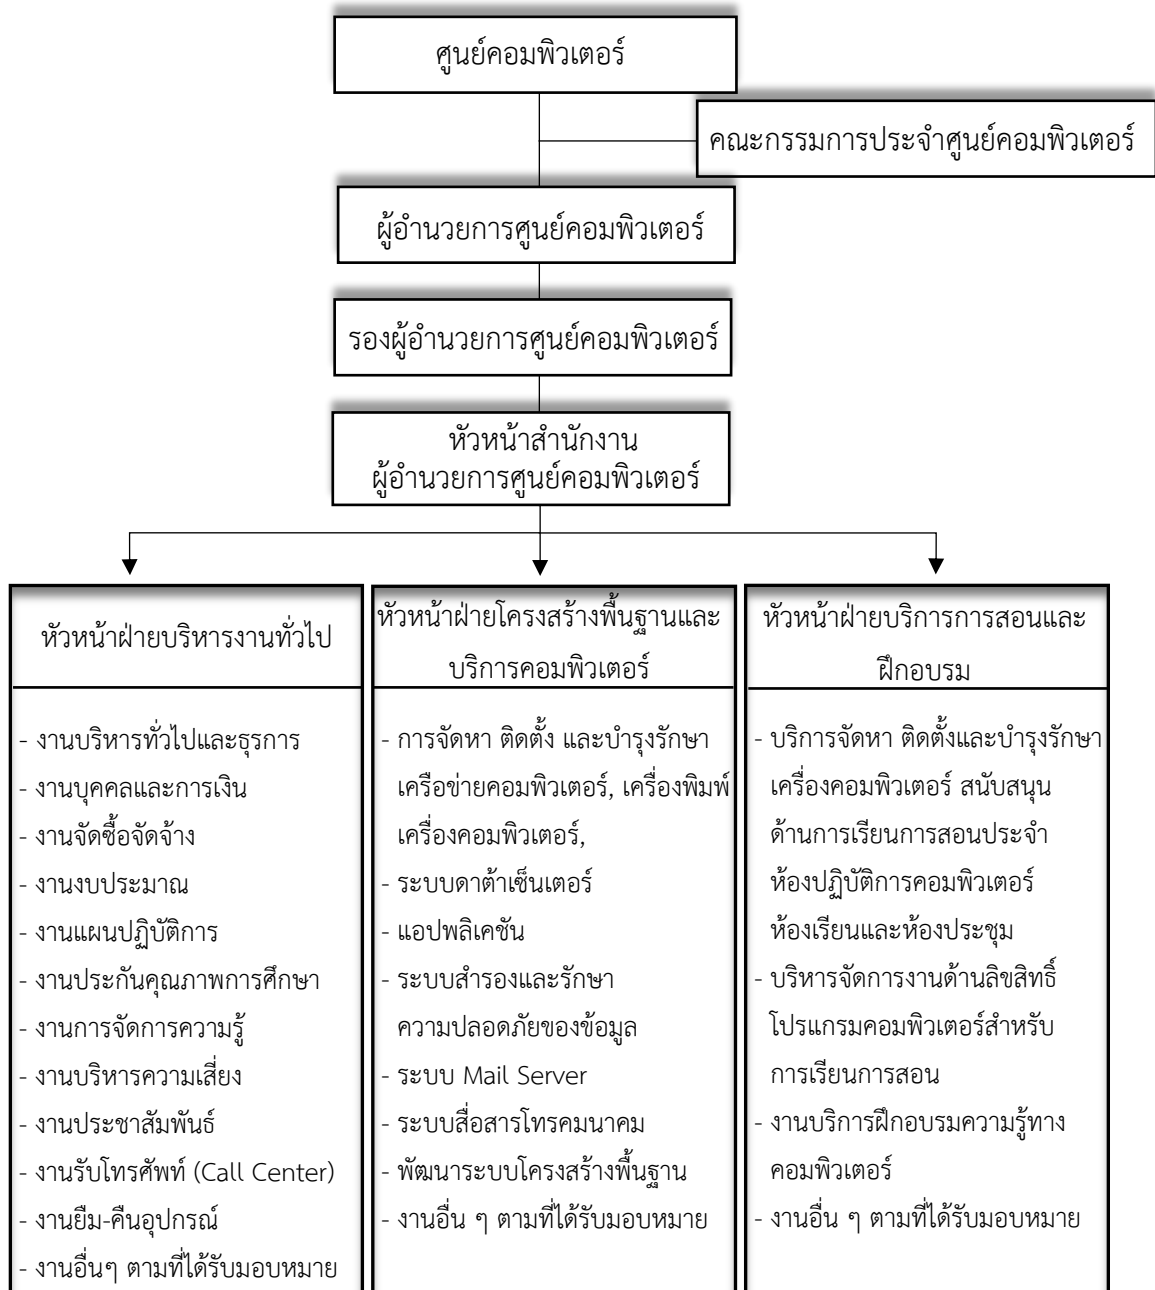 ศูนย์คอมพิวเตอร์
คณะกรรมการประจำศูนย์คอมพิวเตอร์
ผู้อำนวยการศูนย์คอมพิวเตอร์
รองผู้อำนวยการศูนย์คอมพิวเตอร์
หัวหน้าสำนักงาน
ผู้อำนวยการศูนย์คอมพิวเตอร์
หัวหน้าฝ่ายบริหารงานทั่วไป
- งานบริหารทั่วไปและธุรการ
- งานบุคคลและการเงิน
- งานจัดซื้อจัดจ้าง
- งานงบประมาณ
- งานแผนปฏิบัติการ
- งานประกันคุณภาพการศึกษา
- งานการจัดการความรู้
- งานบริหารความเสี่ยง
- งานประชาสัมพันธ์
- งานรับโทรศัพท์ (Call Center)
- งานยืม-คืนอุปกรณ์
- งานอื่นๆ ตามที่ได้รับมอบหมาย
หัวหน้าฝ่ายโครงสร้างพื้นฐานและ
บริการคอมพิวเตอร์
- การจัดหา ติดตั้ง และบำรุงรักษา
เครือข่ายคอมพิวเตอร์, เครื่องพิมพ์
เครื่องคอมพิวเตอร์,
- ระบบดาต้าเซ็นเตอร์
- แอปพลิเคชัน
- ระบบสำรองและรักษา
ความปลอดภัยของข้อมูล
- ระบบ Mail Server
- ระบบสื่อสารโทรคมนาคม
- พัฒนาระบบโครงสร้างพื้นฐาน
- งานอื่น ๆ ตามที่ได้รับมอบหมาย
หัวหน้าฝ่ายบริการการสอนและ
ฝึกอบรม
- บริการจัดหา ติดตั้งและบำรุงรักษา
เครื่องคอมพิวเตอร์ สนับสนุน
ด้านการเรียนการสอนประจำ
ห้องปฏิบัติการคอมพิวเตอร์
ห้องเรียนและห้องประชุม
- บริหารจัดการงานด้านลิขสิทธิ์
โปรแกรมคอมพิวเตอร์สำหรับ
การเรียนการสอน
- งานบริการฝึกอบรมความรู้ทาง
คอมพิวเตอร์
- งานอื่น ๆ ตามที่ได้รับมอบหมาย